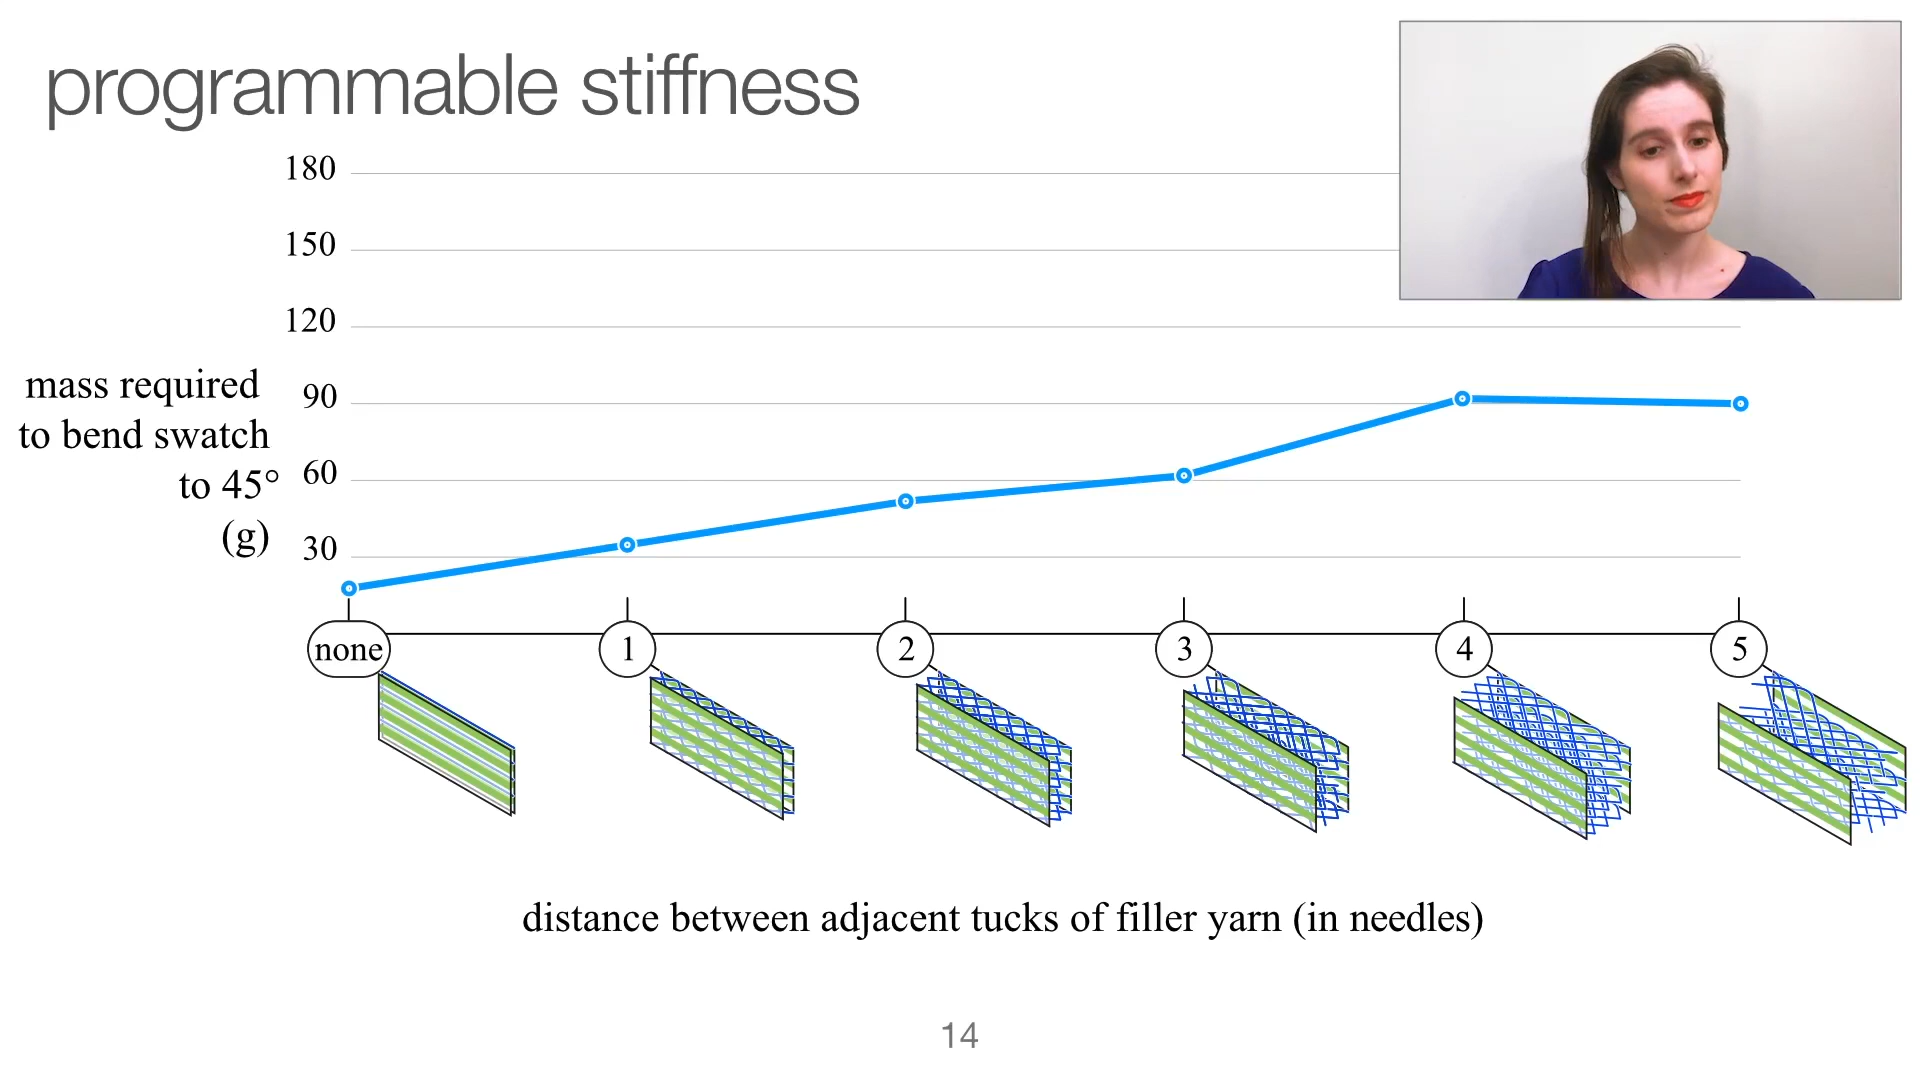 programmable stiffness
180
150
120
90
60
30
mass required
to bend swatch
to 45°
(g)
none
1
2
3
4
5
distance between adjacent tucks of filler yarn (in needles)
14